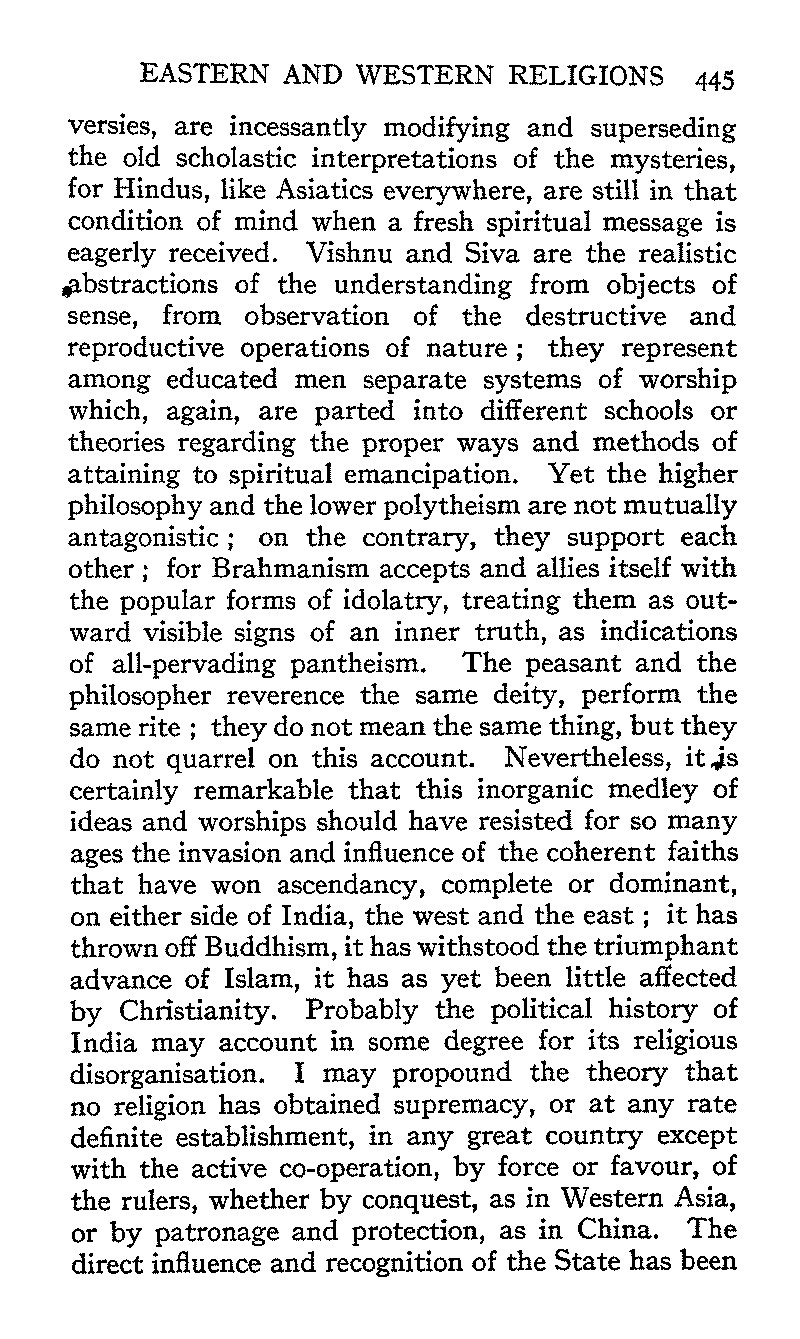 EASTERN AND WESTERN RELIGIONS 445
versies, are incessantly modifying and superseding
the old scholastic interpretations of the mysteries,
for Hindus, like Asiatics everywhere, are still in that
condition of mind when a fresh spiritual message is
eagerly received. Vishnu and Siva are the realistic
abstractions of the understanding from objects of
sense, from observation of the destructive and
reproductive operations of nature ; they represent
among educated men separate systems of worship
which, again, are parted into different schools or
theories regarding the proper ways and methods of
attaining to spiritual emancipation. Yet the higher
philosophy and the lower polytheism are not mutually
antagonistic ; on the contrary, they support each
other ; for Brahmanism accepts and allies itself with
the popular forms of idolatry, treating them as out-
ward visible signs of an inner truth, as indications
of all-pervading pantheism. The peasant and the
philosopher reverence the same deity, perform the
same rite ; they do not mean the same thing, but they
do not quarrel on this account. Nevertheless, it is
certainly remarkable that this inorganic medley of
ideas and worships should have resisted for so many
ages the invasion and influence of the coherent faiths
that have won ascendancy, complete or dominant,
on either side of India, the west and the east ; it has
thrown off Buddhism, it has withstood the triumphant
advance of Islam, it has as yet been little affected
by Christianity. Probably the political history of
India may account in some degree for its religious
disorganisation. I may propound the theory that
no religion has obtained supremacy, or at any rate
definite establishment, in any great country except
with the active co-operation, by force or favour, of
the rulers, whether by conquest, as in Western Asia,
or by patronage and protection, as in China. The
direct influence and recognition of the State has been